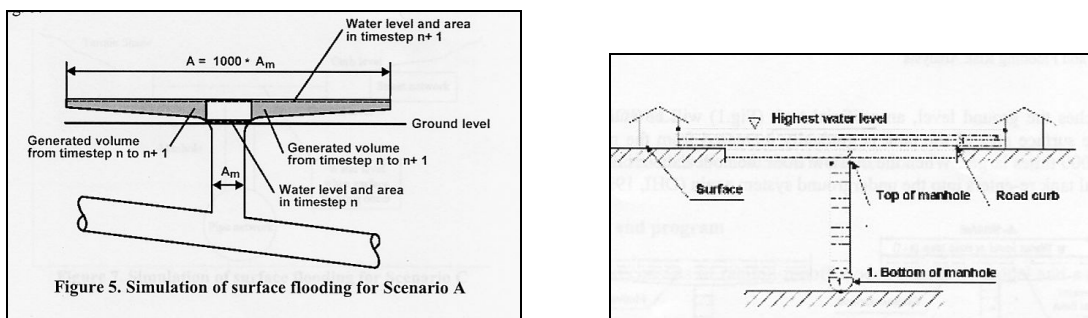 Water level and area
in timestep n+ 1
A = 1000 * Am
Ground level
Generated volume
from timestep n to n+ 1
Generated volume
from timestep n to n+ 1
Am
Water level and area
in timestep n
Figure 5. Simulation of surface flooding for Scenario A
Highest water level
2
Surface
Top of manhole
Road curb
1. Bottom of manhole
1